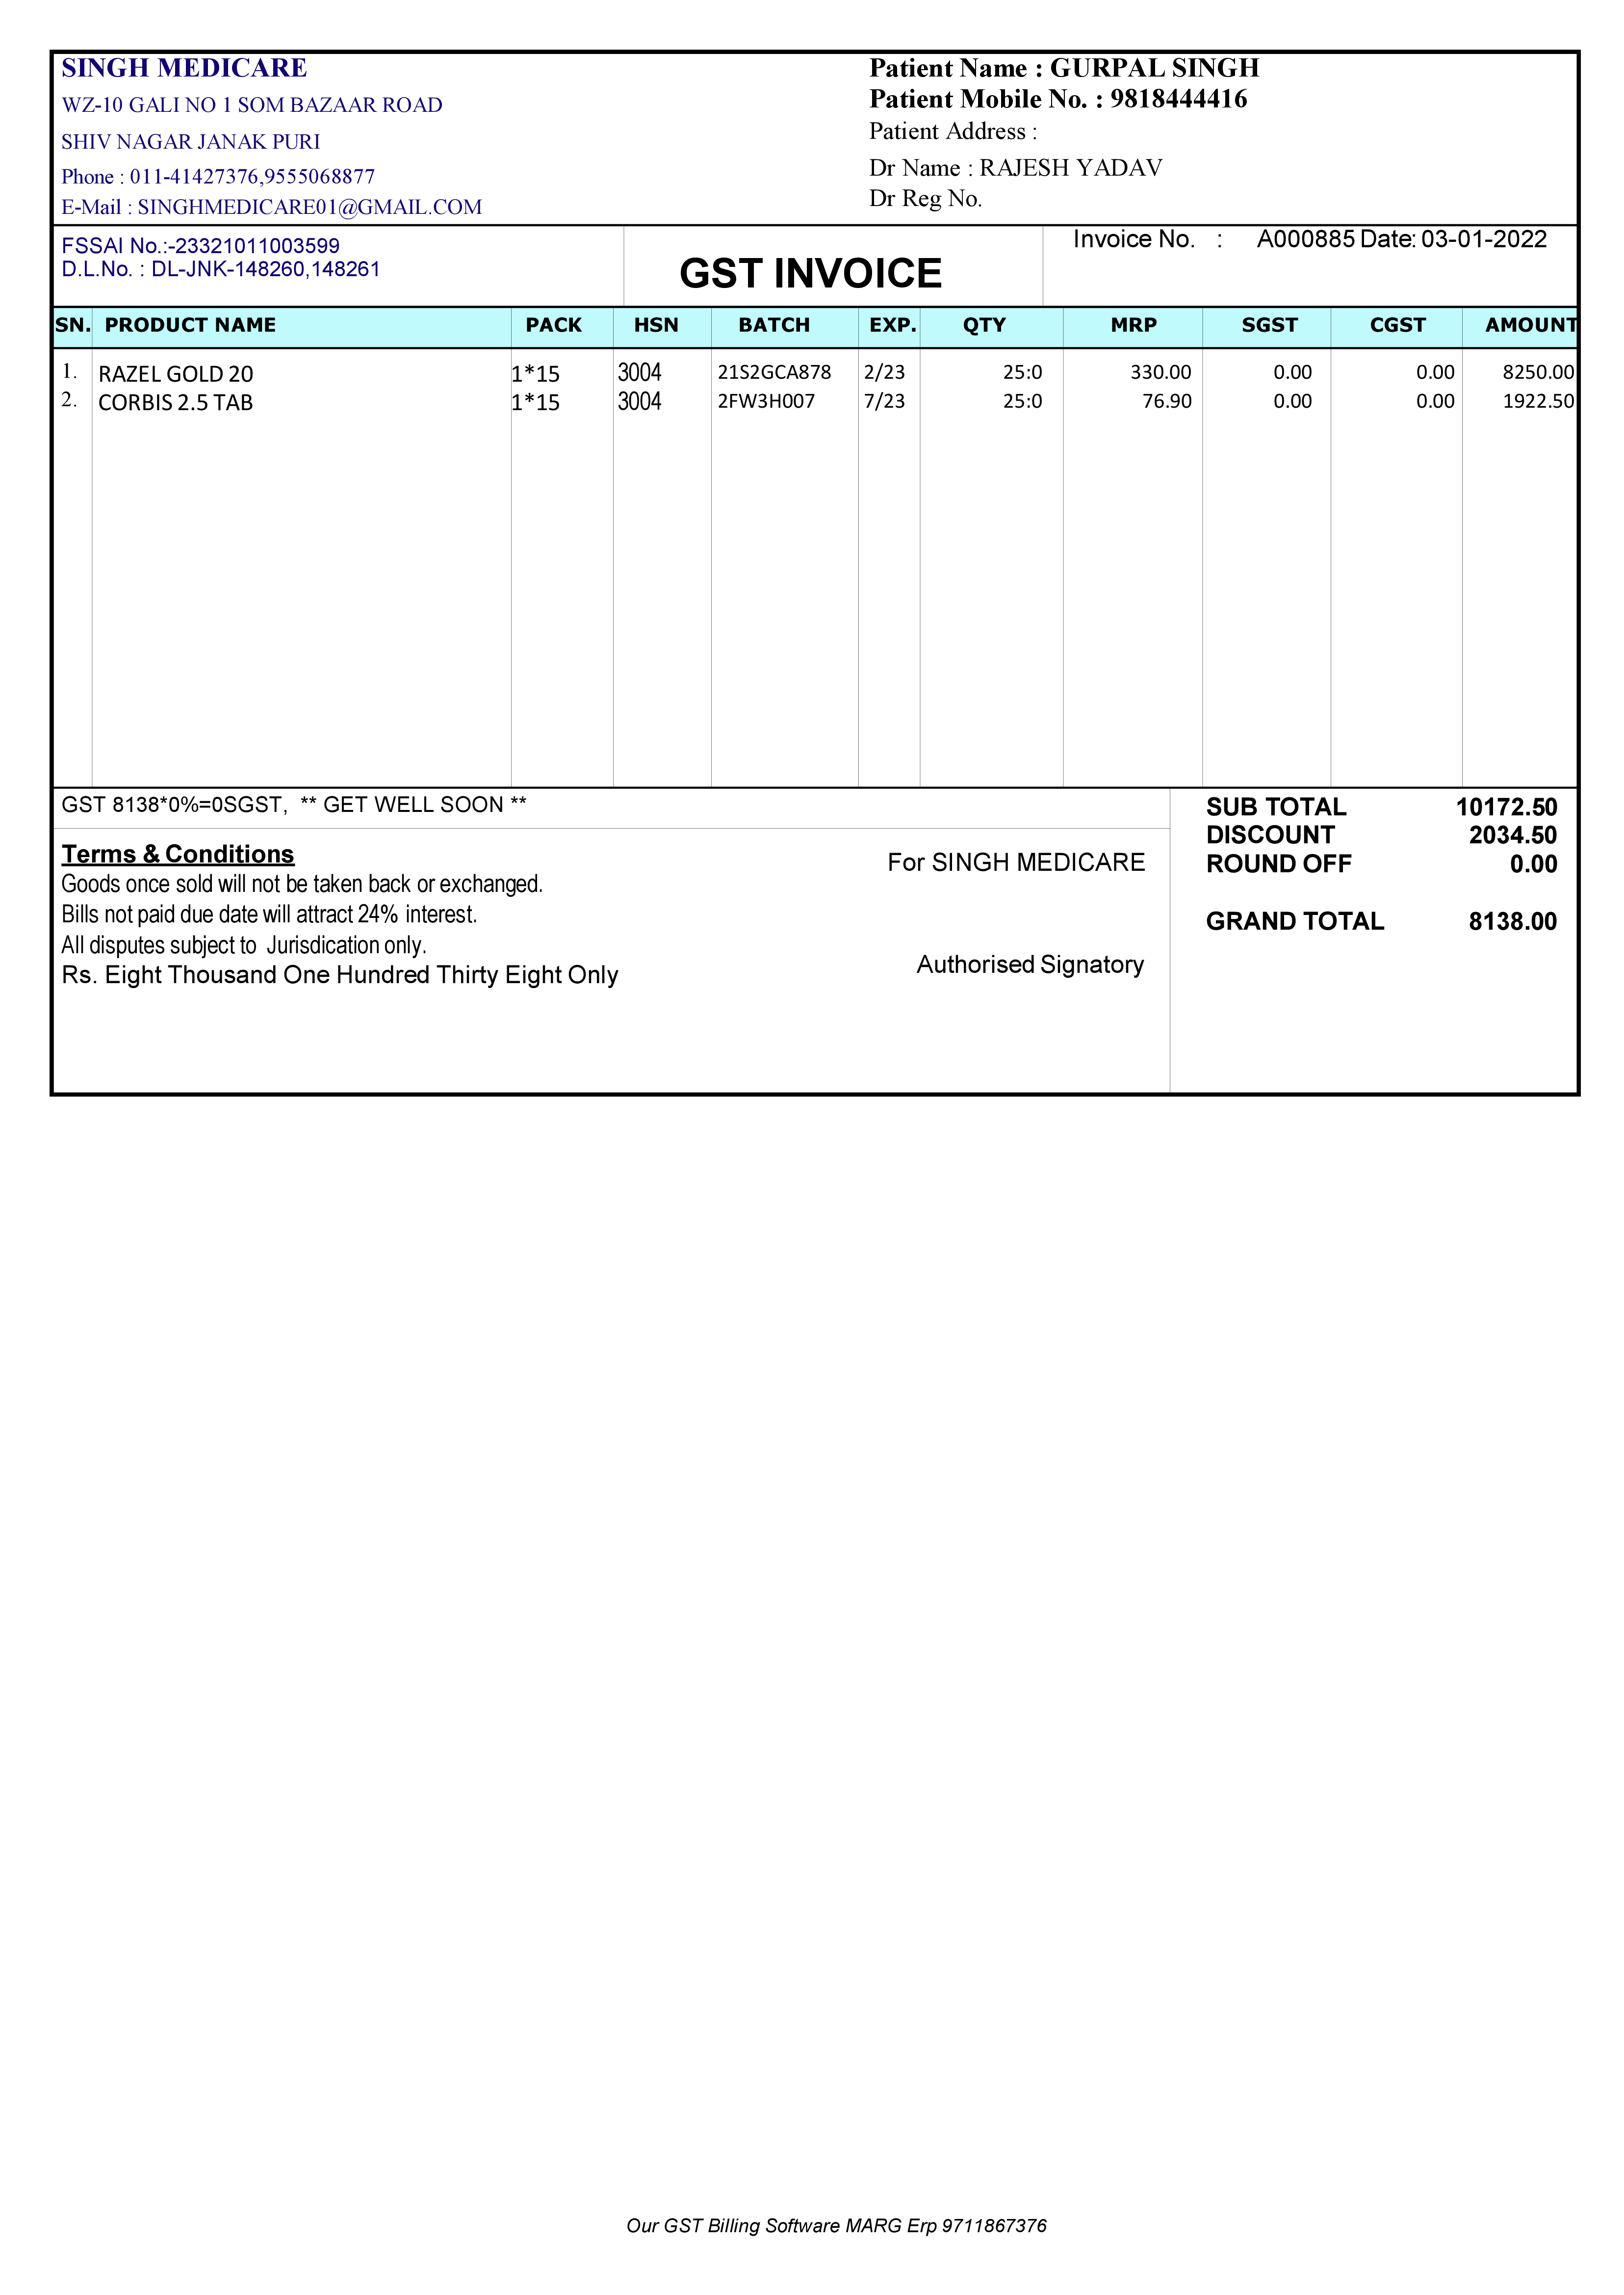 SINGH MEDICARE
WZ-10 GALI NO 1 SOM BAZAAR ROAD
SHIV NAGAR JANAK PURI
Phone : 011-41427376,9555068877
E-Mail : SINGHMEDICARE01@GMAIL.COM
Patient Name : GURPAL SINGH
Patient Mobile No. : 9818444416
Patient Address :
Dr Name : RAJESH YADAV
Dr Reg No.
FSSAI No.:-23321011003599
D.L.No. : DL-JNK-148260,148261
GST INVOICE
Invoice No. : A000885 Date: 03-01-2022
SN. PRODUCT NAME PACK HSN BATCH EXP. QTY MRP SGST CGST AMOUNT
1. RAZEL GOLD 20 1*15 3004 21S2GCA878 2/23 25:0 330.00 0.00 0.00 8250.00
2. CORBIS 2.5 TAB 1*15 3004 2FW3H007 7/23 25:0 76.90 0.00 0.00 1922.50
GST 8138*0%=0SGST, ** GET WELL SOON **
Terms & Conditions
Goods once sold will not be taken back or exchanged.
Bills not paid due date will attract 24% interest.
All disputes subject to Jurisdication only.
Rs. Eight Thousand One Hundred Thirty Eight Only
For SINGH MEDICARE
Authorised Signatory
SUB TOTAL 10172.50
DISCOUNT 2034.50
ROUND OFF 0.00
GRAND TOTAL 8138.00
Our GST Billing Software MARG Erp 9711867376